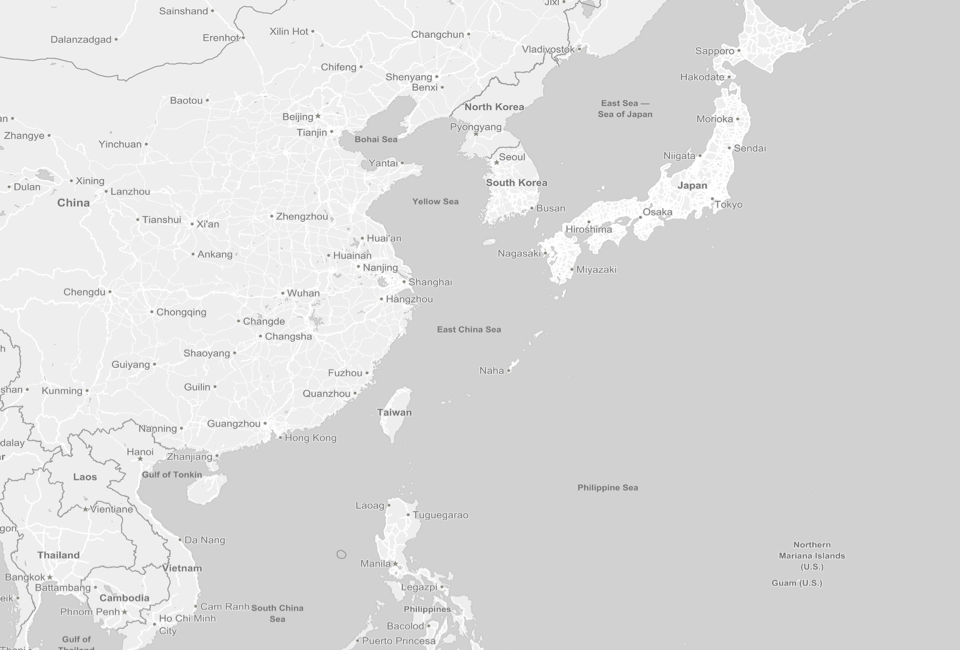 Sainshand
Jixi
Dalanzadgad
Erenhot
Xilin Hot
Changchun
Vladivostok
Sapporo
Chifeng
Shenyang
Benxi
Hakodate
Baotou
North Korea
East Sea —
Sea of Japan
Beijing
Tianjin
Pyongyang
Morioka
Zhangye
Yinchuan
Bohai Sea
Sendai
Yantai
Seoul
Niigata
Dulan
Xining
Lanzhou
South Korea
Japan
China
Yellow Sea
Tokyo
Tianshui
Xi'an
Zhengzhou
Busan
Osaka
Hiroshima
Huai'an
Ankang
Huainan
Nanjing
Nagasaki
Miyazaki
Shanghai
Chengdu
Wuhan
Hangzhou
Chongqing
Changde
East China Sea
Changsha
Shaoyang
Guiyang
Fuzhou
Naha
Kunming
Guilin
Quanzhou
Taiwan
Nanning
Guangzhou
Hong Kong
Hanoi
Zhanjiang
Gulf of Tonkin
Laos
Philippine Sea
Vientiane
Laoag
Tuguegarao
Da Nang
Thailand
Northern
Mariana Islands
(U.S.)
Vietnam
Manila
Bangkok
Guam (U.S.)
Battambang
Legazpi
Cambodia
Phnom Penh
Cam Ranh
South China
Sea
Philippines
Ho Chi Minh
City
Bacolod
Gulf of
Thailand
Puerto Princesa